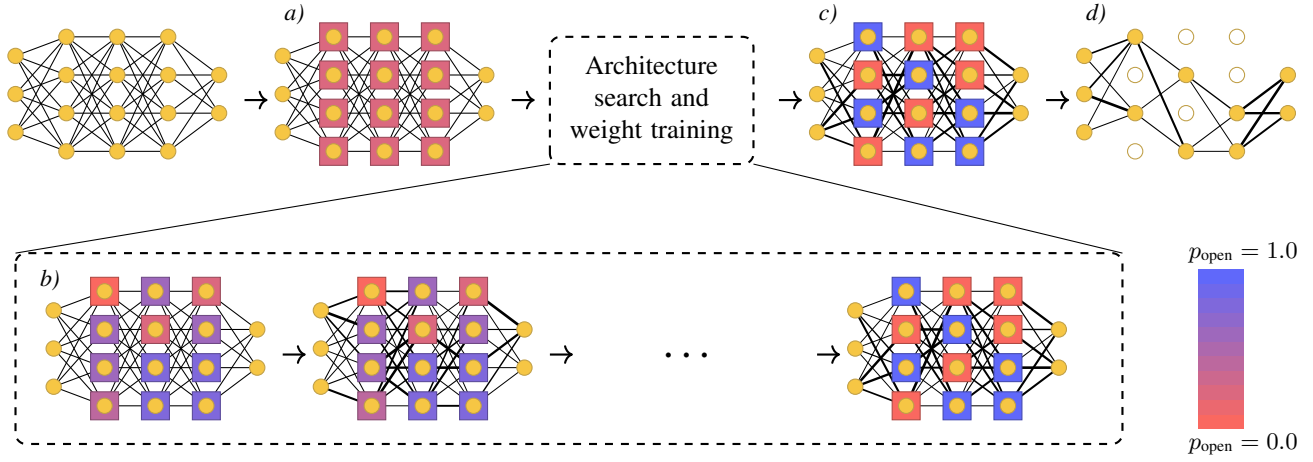 a)
c)
d)
Architecture
search and
weight training
b)
p_open = 1.0
· · ·
p_open = 0.0